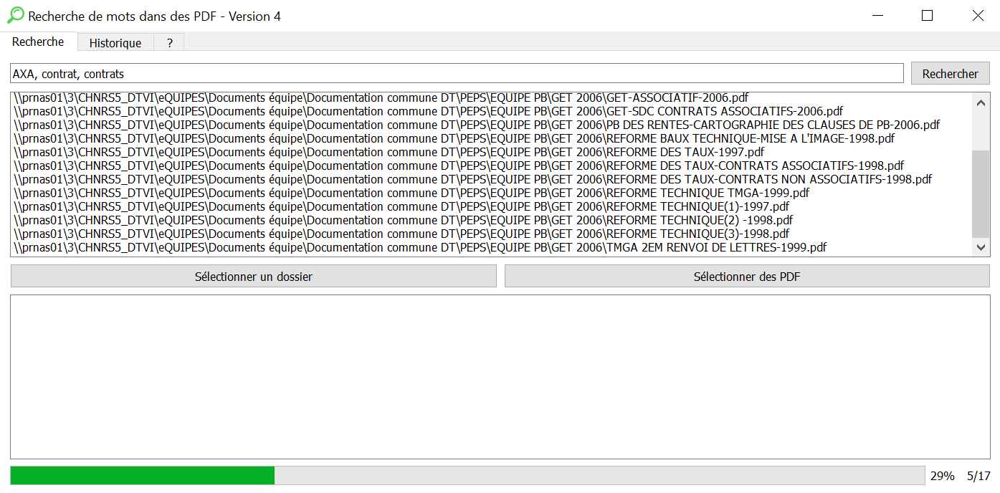 Recherche de mots dans des PDF - Version 4
Recherche Historique ?
AXA, contrat, contrats Rechercher
\\prnas01\3\CHNRS5_DTVI\eQUIPES\Documents équipe\Documentation commune DT\PEPS\EQUIPE PB\GET 2006\GET-ASSOCIATIF-2006.pdf
\\prnas01\3\CHNRS5_DTVI\eQUIPES\Documents équipe\Documentation commune DT\PEPS\EQUIPE PB\GET 2006\GET-SDC CONTRATS ASSOCIATIFS-2006.pdf
\\prnas01\3\CHNRS5_DTVI\eQUIPES\Documents équipe\Documentation commune DT\PEPS\EQUIPE PB\GET 2006\PB DES RENTES-CARTOGRAPHIE DES CLAUSES DE PB-2006.pdf
\\prnas01\3\CHNRS5_DTVI\eQUIPES\Documents équipe\Documentation commune DT\PEPS\EQUIPE PB\GET 2006\REFORME BAUX TECHNIQUE-MISE A L'IMAGE-1998.pdf
\\prnas01\3\CHNRS5_DTVI\eQUIPES\Documents équipe\Documentation commune DT\PEPS\EQUIPE PB\GET 2006\REFORME DES TAUX-1997.pdf
\\prnas01\3\CHNRS5_DTVI\eQUIPES\Documents équipe\Documentation commune DT\PEPS\EQUIPE PB\GET 2006\REFORME DES TAUX-CONTRATS ASSOCIATIFS-1998.pdf
\\prnas01\3\CHNRS5_DTVI\eQUIPES\Documents équipe\Documentation commune DT\PEPS\EQUIPE PB\GET 2006\REFORME DES TAUX-CONTRATS NON ASSOCIATIFS-1998.pdf
\\prnas01\3\CHNRS5_DTVI\eQUIPES\Documents équipe\Documentation commune DT\PEPS\EQUIPE PB\GET 2006\REFORME TECHNIQUE TMGA-1999.pdf
\\prnas01\3\CHNRS5_DTVI\eQUIPES\Documents équipe\Documentation commune DT\PEPS\EQUIPE PB\GET 2006\REFORME TECHNIQUE(1)-1997.pdf
\\prnas01\3\CHNRS5_DTVI\eQUIPES\Documents équipe\Documentation commune DT\PEPS\EQUIPE PB\GET 2006\REFORME TECHNIQUE(2) -1998.pdf
\\prnas01\3\CHNRS5_DTVI\eQUIPES\Documents équipe\Documentation commune DT\PEPS\EQUIPE PB\GET 2006\REFORME TECHNIQUE(3)-1998.pdf
\\prnas01\3\CHNRS5_DTVI\eQUIPES\Documents équipe\Documentation commune DT\PEPS\EQUIPE PB\GET 2006\TMGA 2EM RENVOI DE LETTRES-1999.pdf
Sélectionner un dossier Sélectionner des PDF
29% 5/17